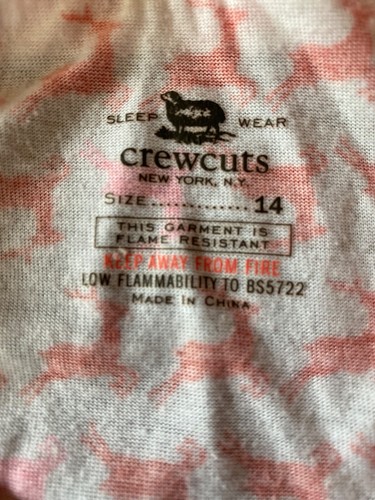 SLEEP WEAR
crewcuts
NEW YORK, N.Y.
SIZE.............. 14
THIS GARMENT IS
FLAME RESISTANT
KEEP AWAY FROM FIRE
LOW FLAMMABILITY TO BS5722
MADE IN CHINA